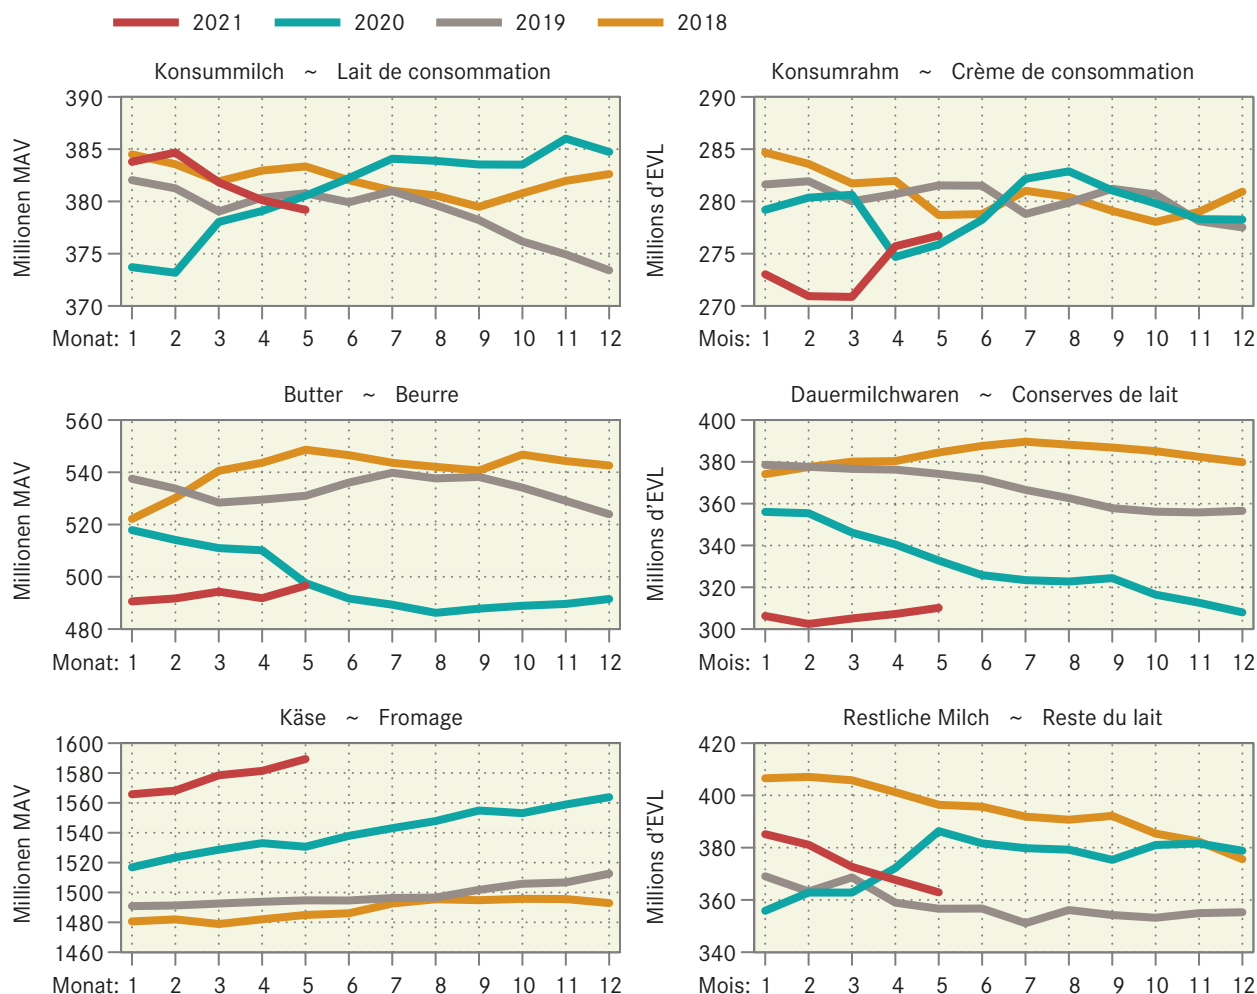 2021 2020 2019 2018
Konsummilch ~ Lait de consommation
Millionen MAV
390
385
380
375
370
Monat: 1 2 3 4 5 6 7 8 9 10 11 12
Konsumrahm ~ Crème de consommation
Millions d'EVL
290
285
280
275
270
Mois: 1 2 3 4 5 6 7 8 9 10 11 12
Butter ~ Beurre
Millionen MAV
560
540
520
500
480
Monat: 1 2 3 4 5 6 7 8 9 10 11 12
Dauermilchwaren ~ Conserves de lait
Millions d'EVL
400
380
360
340
320
300
Mois: 1 2 3 4 5 6 7 8 9 10 11 12
Käse ~ Fromage
Millionen MAV
1600
1580
1560
1540
1520
1500
1480
1460
Monat: 1 2 3 4 5 6 7 8 9 10 11 12
Restliche Milch ~ Reste du lait
Millions d'EVL
420
400
380
360
340
Mois: 1 2 3 4 5 6 7 8 9 10 11 12